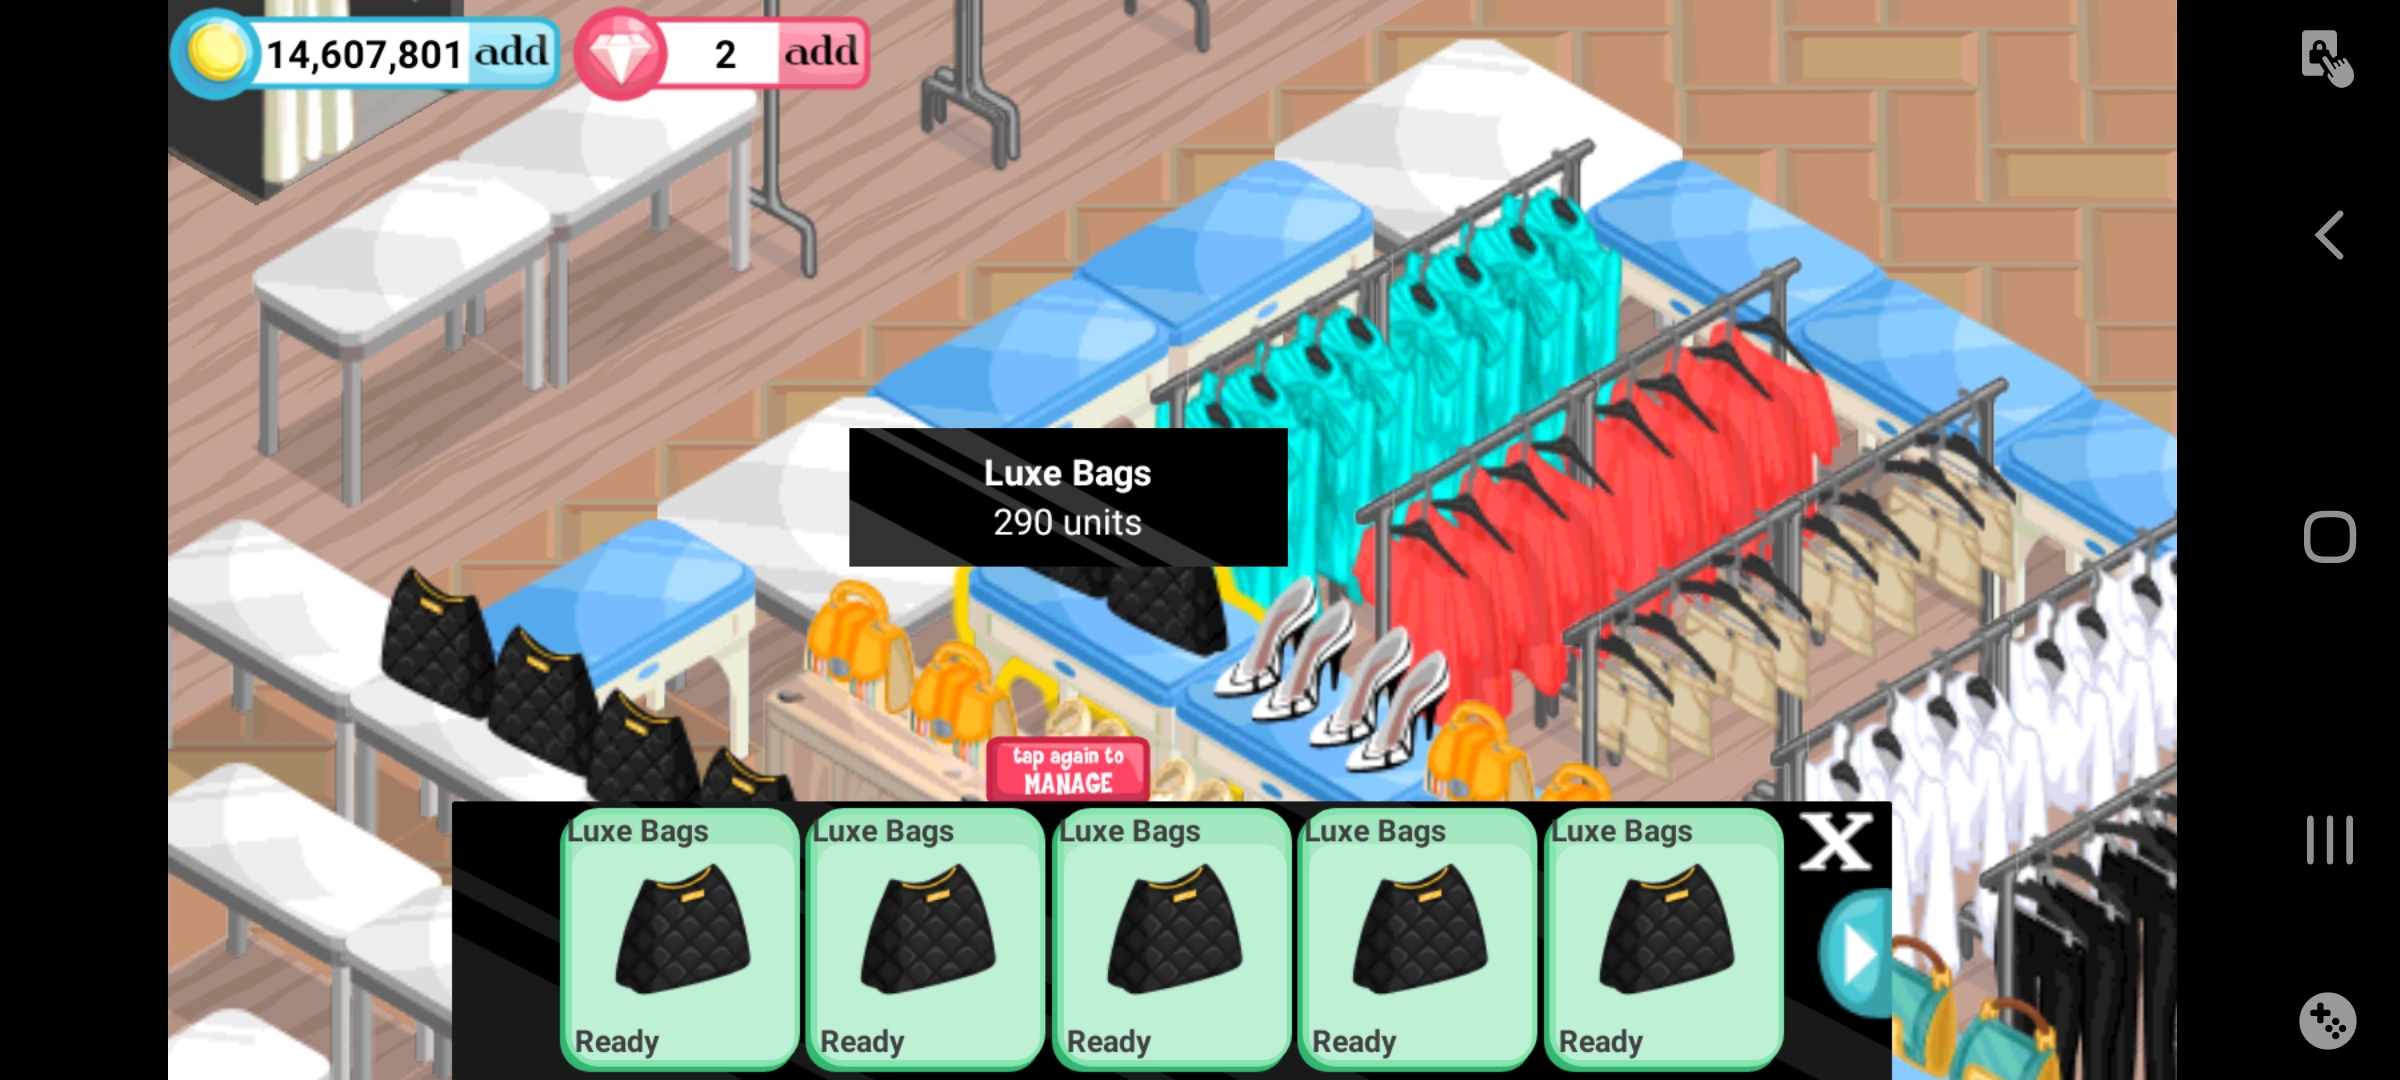 14,607,801 add
2 add
Luxe Bags
290 units
tap again to
MANAGE
Luxe Bags
Luxe Bags
Luxe Bags
Luxe Bags
Luxe Bags
X
Ready
Ready
Ready
Ready
Ready